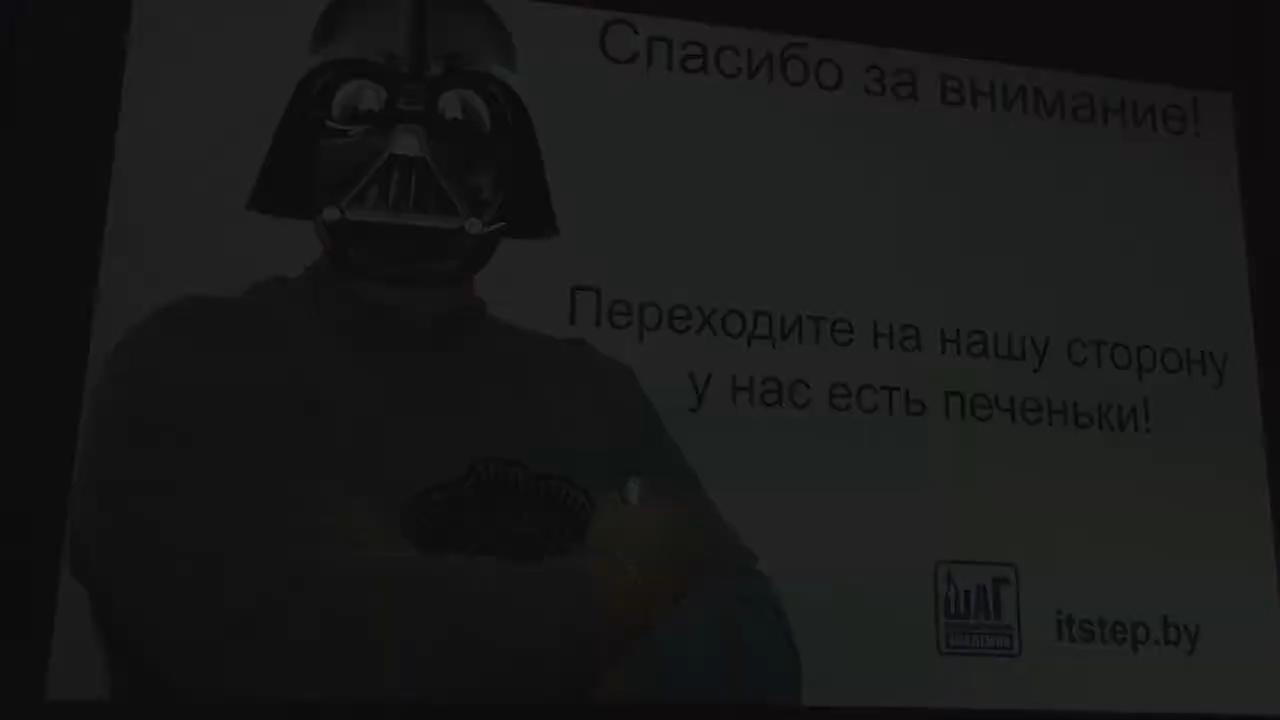 Спасибо за внимание!
Переходите на нашу сторону
у нас есть печеньки!
ШАГ
itstep.by